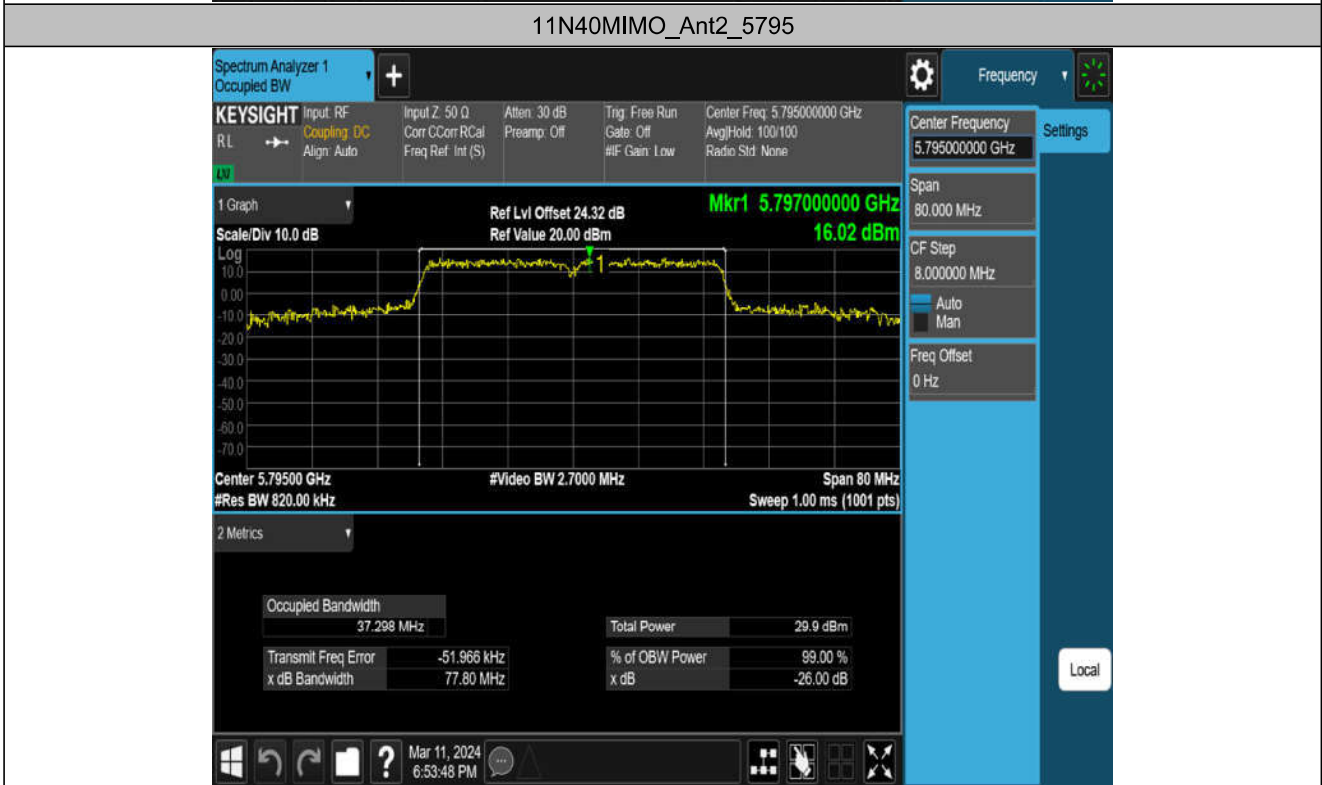 11N40MIMO_Ant2_5795
Spectrum Analyzer 1
Occupied BW
Frequency
KEYSIGHT
RL
Input: RF
Coupling: DC
Align: Auto
Input Z: 50 Ω
Corr CCorr RCal
Freq Ref: Int (S)
Atten: 30 dB
Preamp: Off
Trig: Free Run
Gate: Off
#IF Gain: Low
Center Freq: 5.795000000 GHz
Avg|Hold: 100/100
Radio Std: None
Center Frequency
5.795000000 GHz
Settings
Span
80.000 MHz
CF Step
8.000000 MHz
Auto
Man
Freq Offset
0 Hz
1 Graph
Scale/Div 10.0 dB
Ref Lvl Offset 24.32 dB
Ref Value 20.00 dBm
Mkr1 5.797000000 GHz
16.02 dBm
Log
10.0
0.00
-10.0
-20.0
-30.0
-40.0
-50.0
-60.0
-70.0
1
Center 5.79500 GHz
#Video BW 2.7000 MHz
Span 80 MHz
#Res BW 820.00 kHz
Sweep 1.00 ms (1001 pts)
2 Metrics
Occupied Bandwidth
37.298 MHz
Total Power 29.9 dBm
Transmit Freq Error -51.966 kHz
% of OBW Power 99.00 %
x dB Bandwidth 77.80 MHz
x dB -26.00 dB
Local
?
Mar 11, 2024
6:53:48 PM